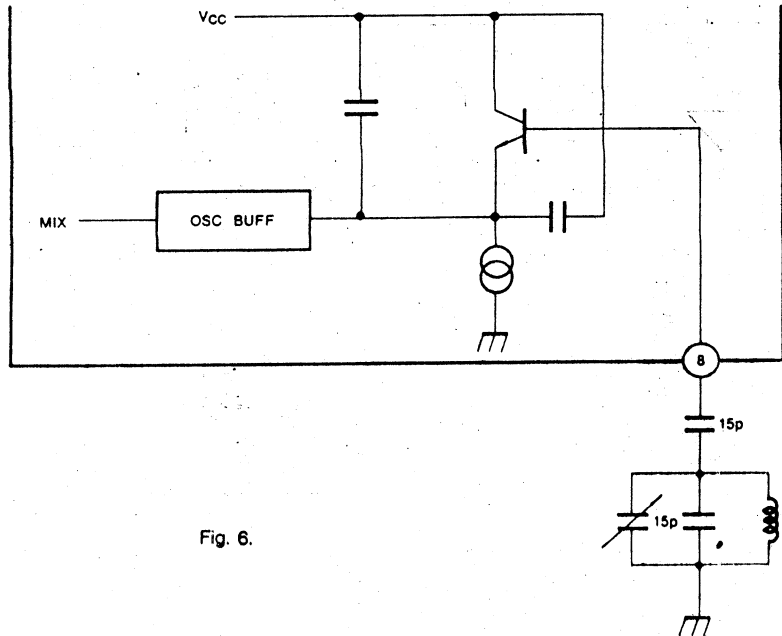 VCC
MIX
OSC BUFF
8
15p
15p
Fig. 6.